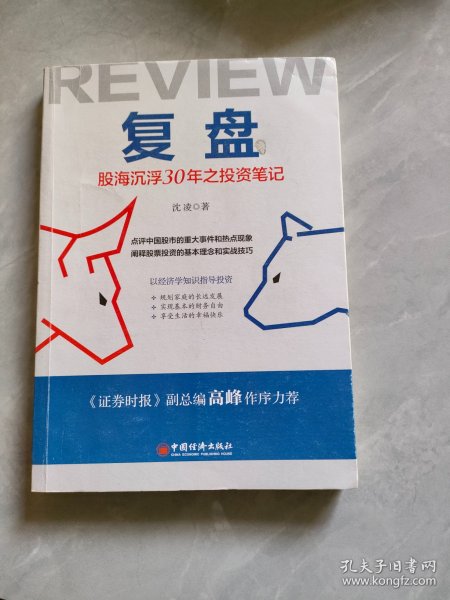 REVIEW
复盘
股海沉浮30年之投资笔记
沈凌◎著
点评中国股市的重大事件和热点现象
阐释股票投资的基本理念和实战技巧
以经济学知识指导投资
规划家庭的长远发展
实现基本的财务自由
享受生活的幸福快乐
《证券时报》副总编高峰作序力荐
中国经济出版社
CHINA ECONOMIC PUBLISHING HOUSE
孔夫子旧书网
www.kongfz.com